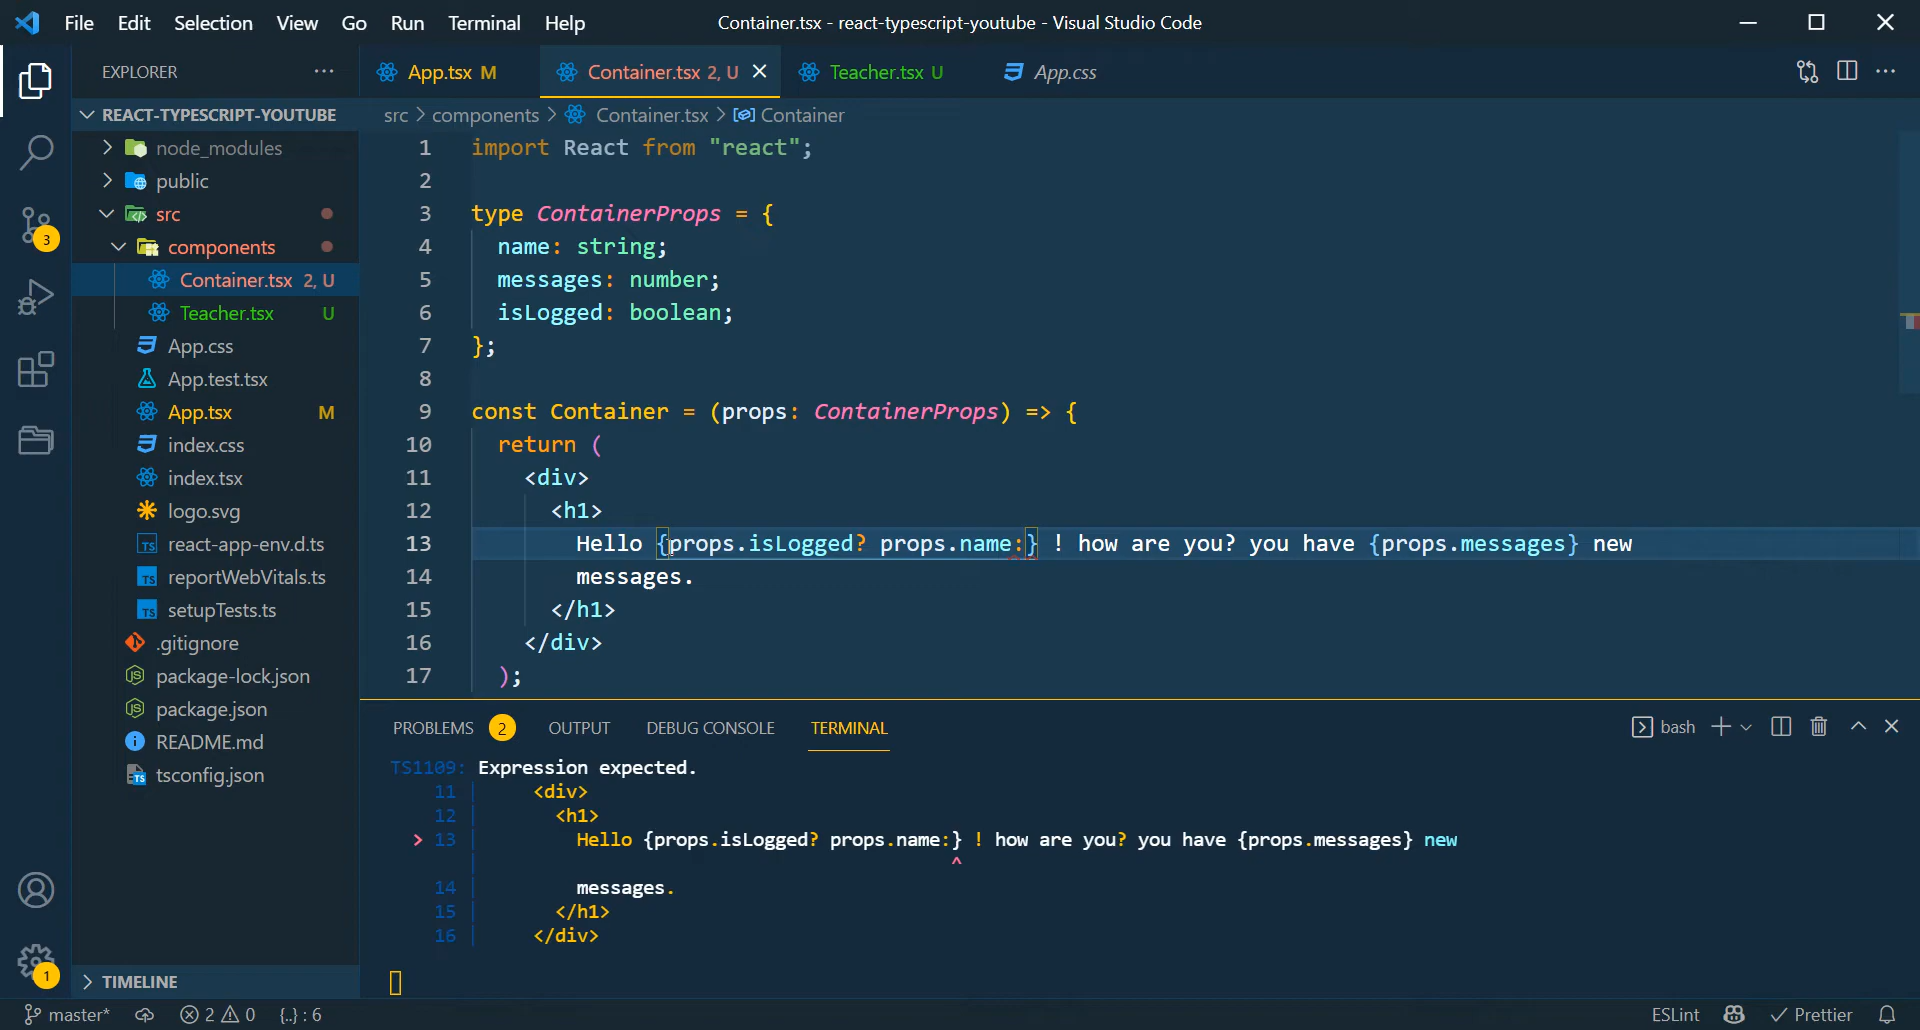 File Edit Selection View Go Run Terminal Help
Container.tsx - react-typescript-youtube - Visual Studio Code
EXPLORER
App.tsx M
Container.tsx 2, U
Teacher.tsx U
App.css
REACT-TYPESCRIPT-YOUTUBE
node_modules
public
src
components
Container.tsx 2, U
Teacher.tsx U
App.css
App.test.tsx
App.tsx M
index.css
index.tsx
logo.svg
react-app-env.d.ts
reportWebVitals.ts
setupTests.ts
.gitignore
package-lock.json
package.json
README.md
tsconfig.json
TIMELINE
3
1
src > components > Container.tsx > Container
1 import React from "react";
2
3 type ContainerProps = {
4 name: string;
5 messages: number;
6 isLogged: boolean;
7 };
8
9 const Container = (props: ContainerProps) => {
10 return (
11 <div>
12 <h1>
13 Hello {props.isLogged? props.name:} ! how are you? you have {props.messages} new
14 messages.
15 </h1>
16 </div>
17 );
PROBLEMS 2 OUTPUT DEBUG CONSOLE TERMINAL
bash
TS1109: Expression expected.
11 | <div>
12 | <h1>
> 13 | Hello {props.isLogged? props.name:} ! how are you? you have {props.messages} new
| ^
14 | messages.
15 | </h1>
16 | </div>
master* 2 0 {..} : 6
ESLint Prettier